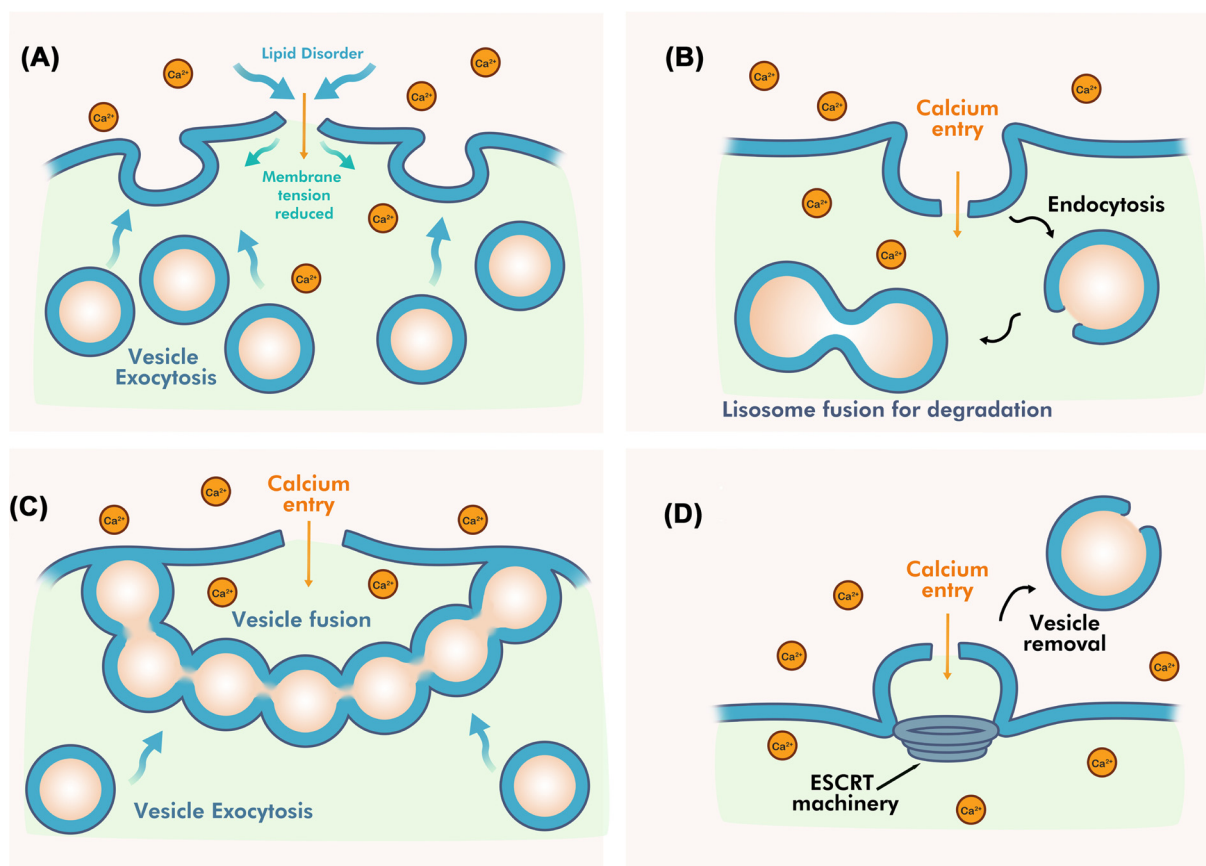 (A)
Lipid Disorder
Ca²⁺
Ca²⁺
Ca²⁺
Ca²⁺
Membrane
tension
reduced
Ca²⁺
Ca²⁺
Vesicle
Exocytosis
(B)
Ca²⁺
Ca²⁺
Ca²⁺
Calcium
entry
Ca²⁺
Endocytosis
Ca²⁺
Lisosome fusion for degradation
(C)
Calcium
entry
Ca²⁺
Ca²⁺
Ca²⁺
Ca²⁺
Ca²⁺
Vesicle fusion
Vesicle Exocytosis
(D)
Calcium
entry
Ca²⁺
Vesicle
removal
Ca²⁺
Ca²⁺
Ca²⁺
Ca²⁺
ESCRT
machinery
Ca²⁺